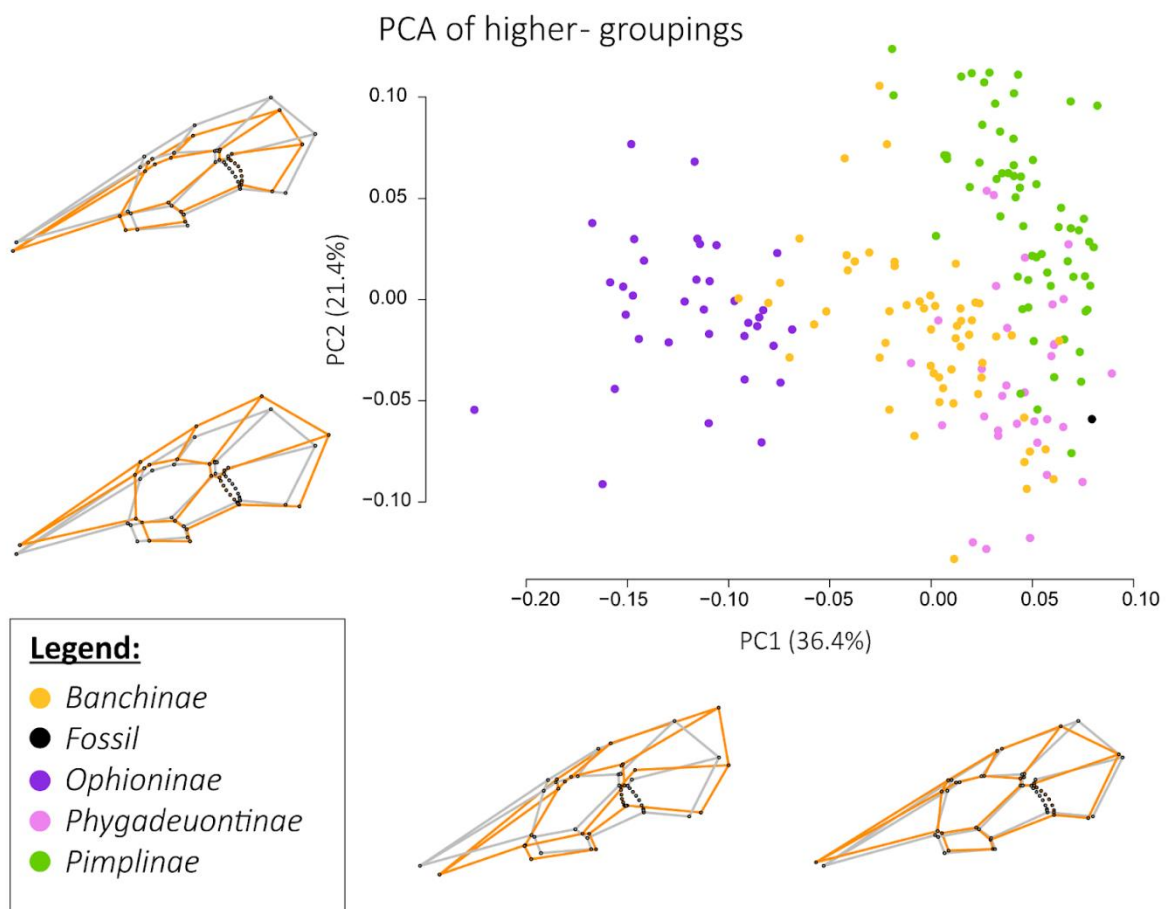 PCA of higher- groupings
0.10
0.05
0.00
−0.05
−0.10
PC2 (21.4%)
−0.20 −0.15 −0.10 −0.05 0.00 0.05 0.10
PC1 (36.4%)
Legend:
Banchinae
Fossil
Ophioninae
Phygadeuontinae
Pimplinae